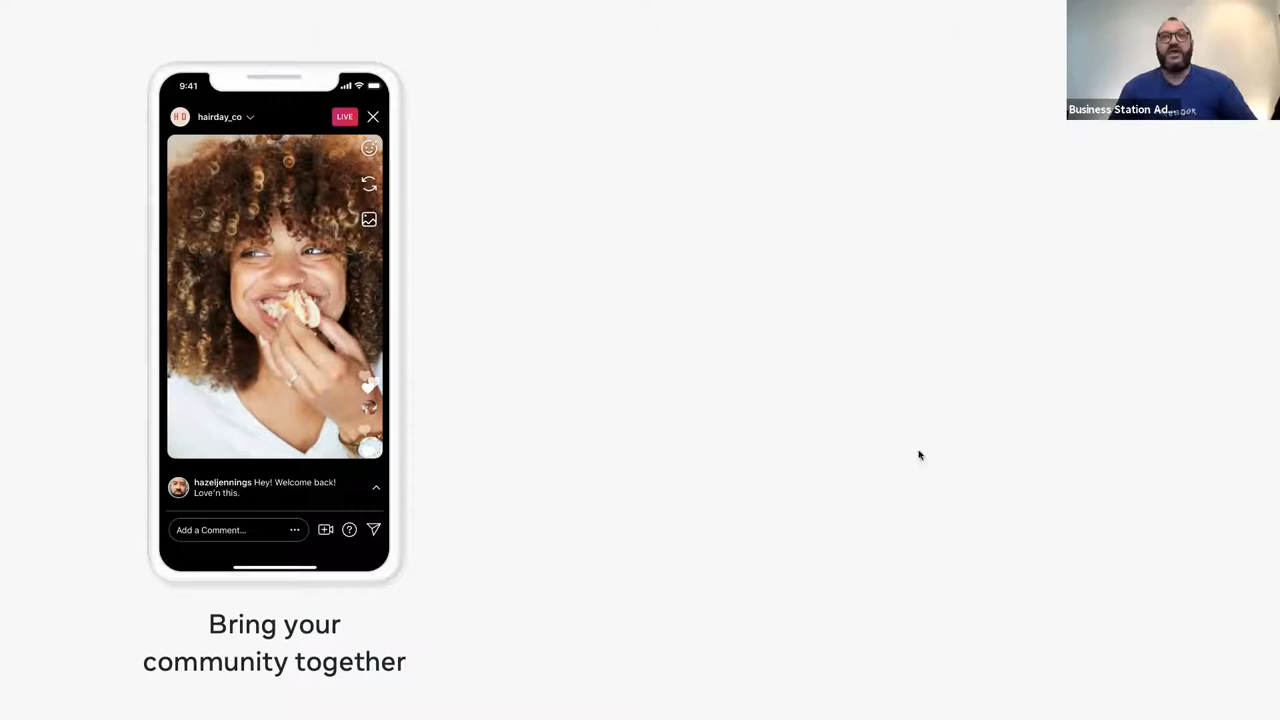 9:41
HD
hairday_co
LIVE
hazeljennings Hey! Welcome back!
Love'n this.
Add a Comment...
Bring your
community together
Business Station Ad...